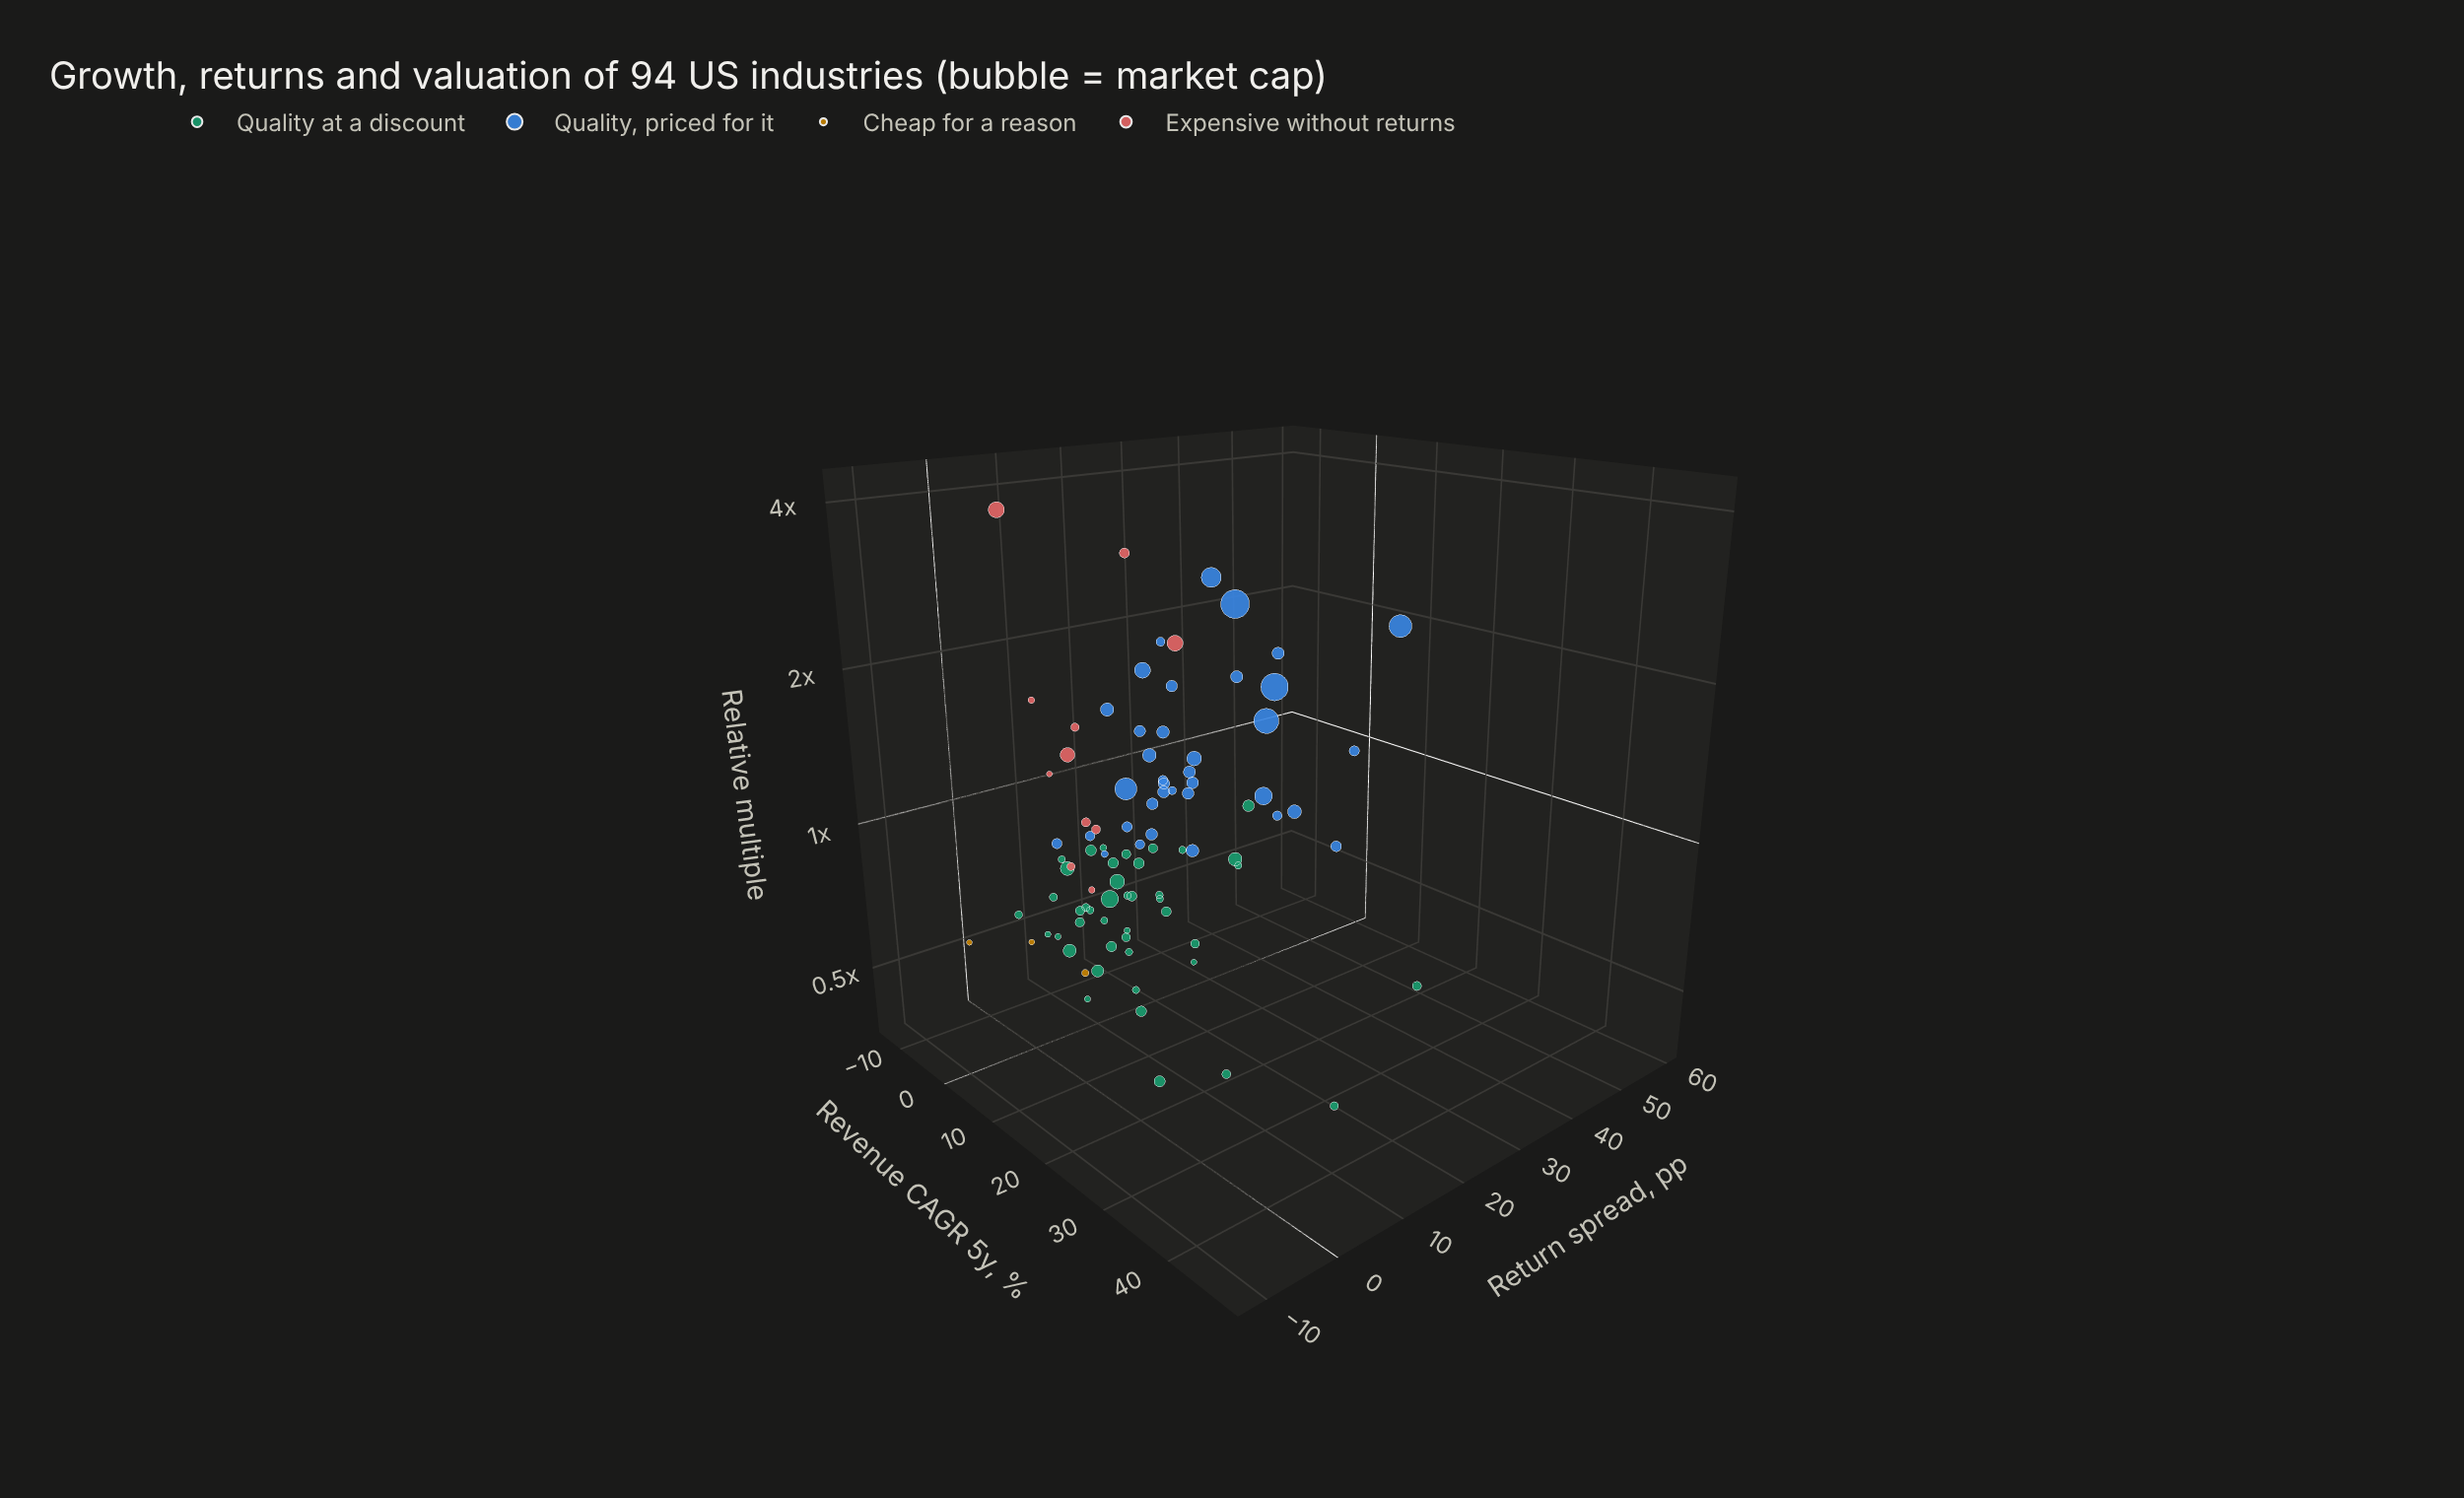 Growth, returns and valuation of 94 US industries (bubble = market cap)
Quality at a discount Quality, priced for it Cheap for a reason Expensive without returns
4x
2x
1x
0.5x
Relative multiple
−10
0
10
20
30
40
Revenue CAGR 5y, %
−10
0
10
20
30
40
50
60
Return spread, pp